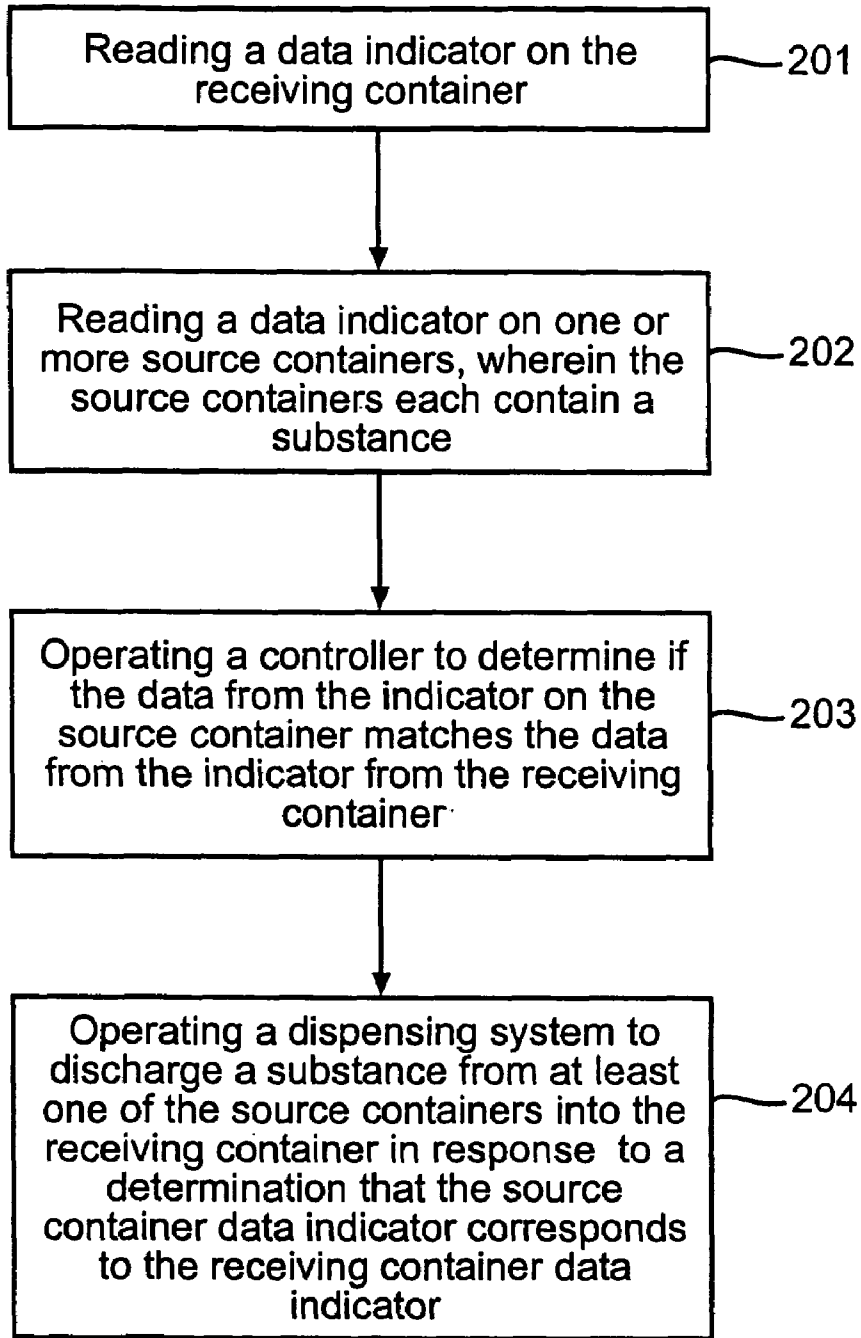 Reading a data indicator on the
receiving container
201
Reading a data indicator on one or
more source containers, wherein the
source containers each contain a
substance
202
Operating a controller to determine if
the data from the indicator on the
source container matches the data
from the indicator from the receiving
container
203
Operating a dispensing system to
discharge a substance from at least
one of the source containers into the
receiving container in response to a
determination that the source
container data indicator corresponds
to the receiving container data
indicator
204